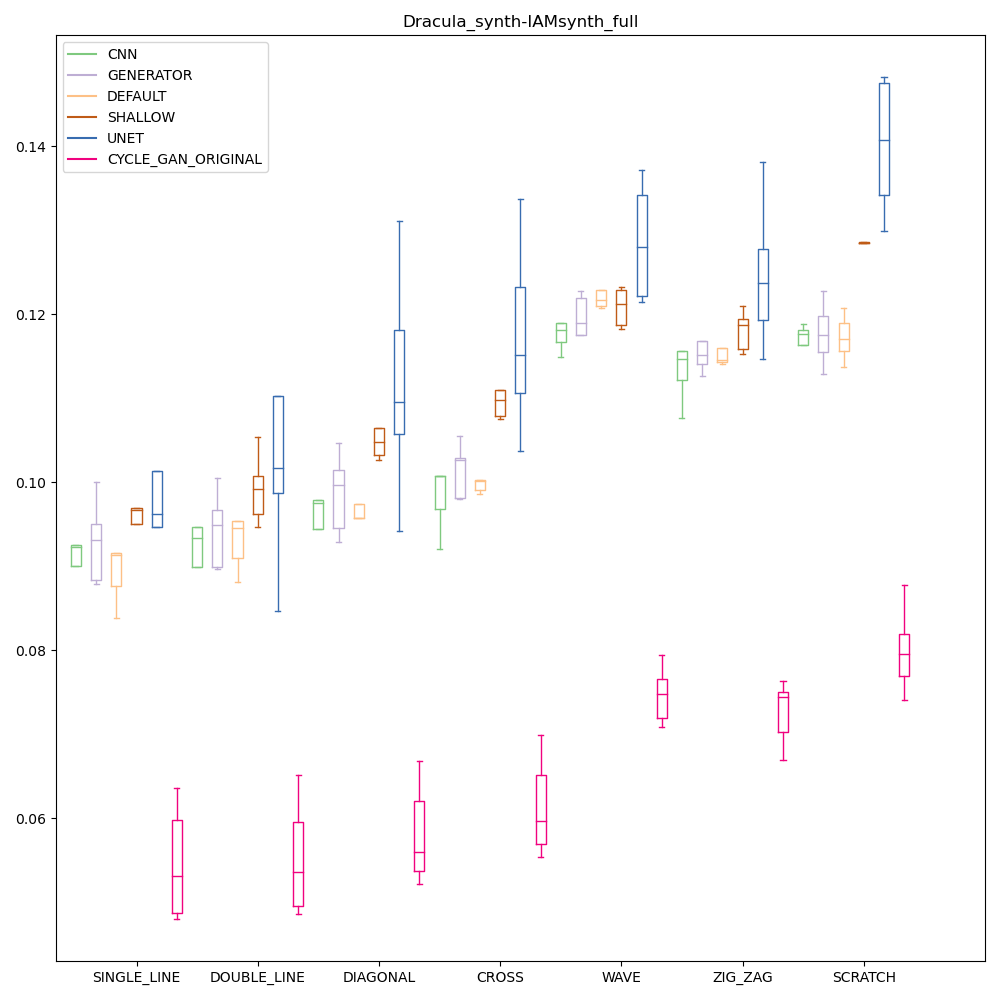 Dracula_synth-IAMsynth_full
CNN
GENERATOR
DEFAULT
SHALLOW
UNET
CYCLE_GAN_ORIGINAL
0.14
0.12
0.10
0.08
0.06
SINGLE_LINE DOUBLE_LINE DIAGONAL CROSS WAVE ZIG_ZAG SCRATCH